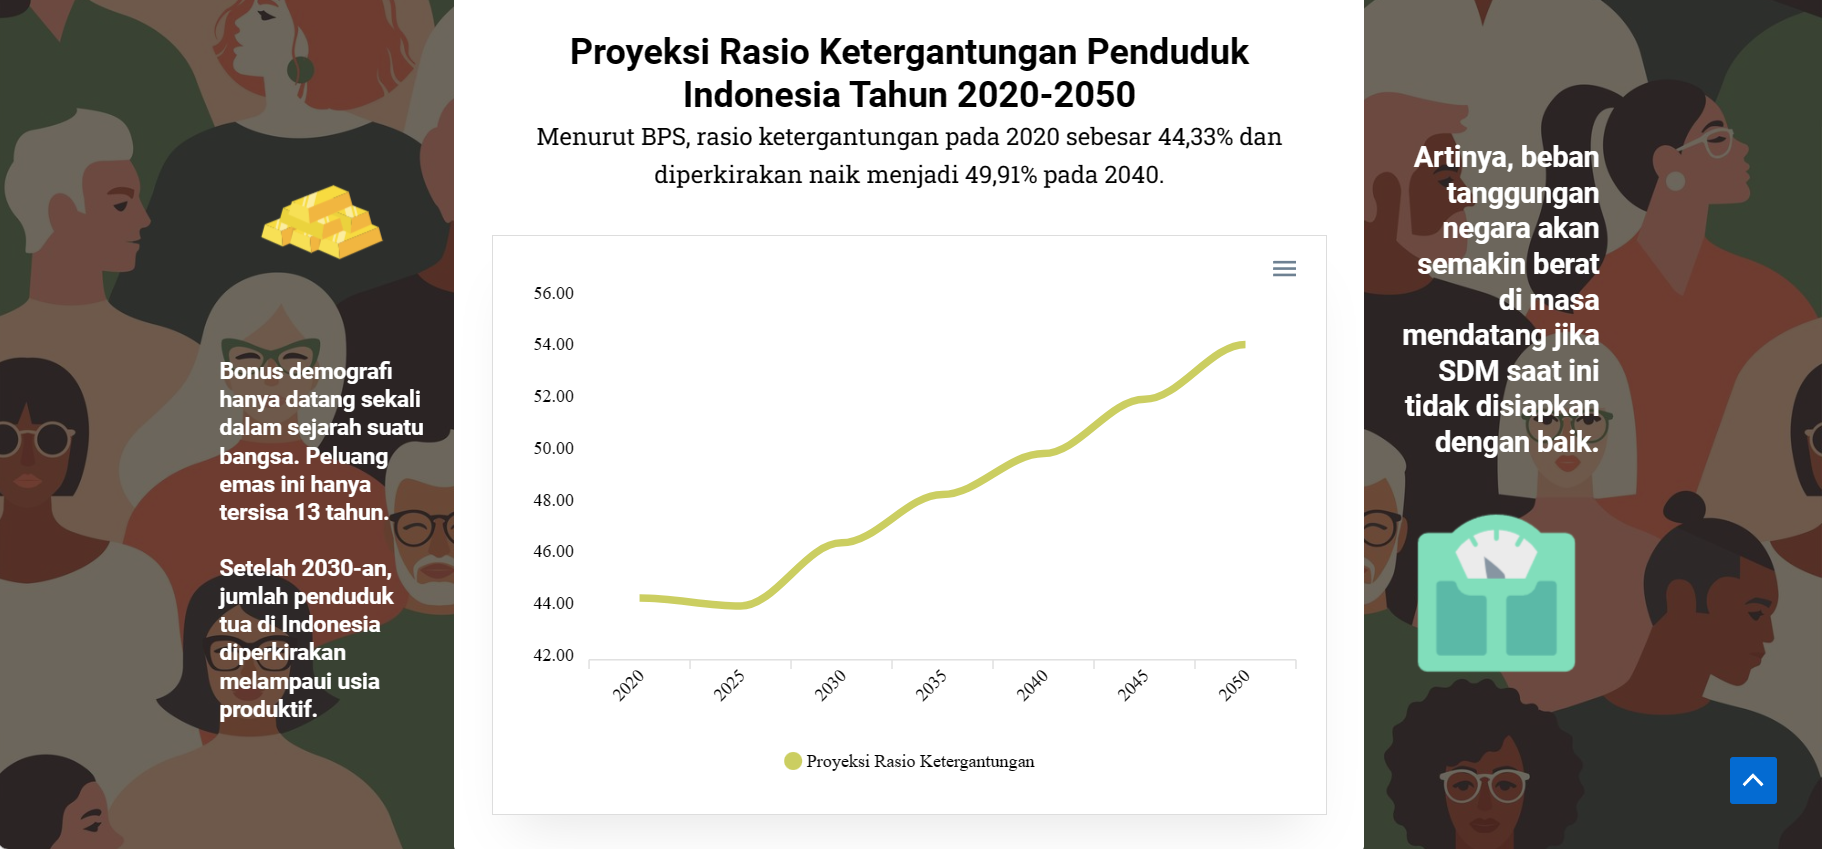 Proyeksi Rasio Ketergantungan Penduduk
Indonesia Tahun 2020-2050
Menurut BPS, rasio ketergantungan pada 2020 sebesar 44,33% dan
diperkirakan naik menjadi 49,91% pada 2040.
Bonus demografi
hanya datang sekali
dalam sejarah suatu
bangsa. Peluang
emas ini hanya
tersisa 13 tahun.
Setelah 2030-an,
jumlah penduduk
tua di Indonesia
diperkirakan
melampaui usia
produktif.
56.00
54.00
52.00
50.00
48.00
46.00
44.00
42.00
2020
2025
2030
2035
2040
2045
2050
Proyeksi Rasio Ketergantungan
Artinya, beban
tanggungan
negara akan
semakin berat
di masa
mendatang jika
SDM saat ini
tidak disiapkan
dengan baik.